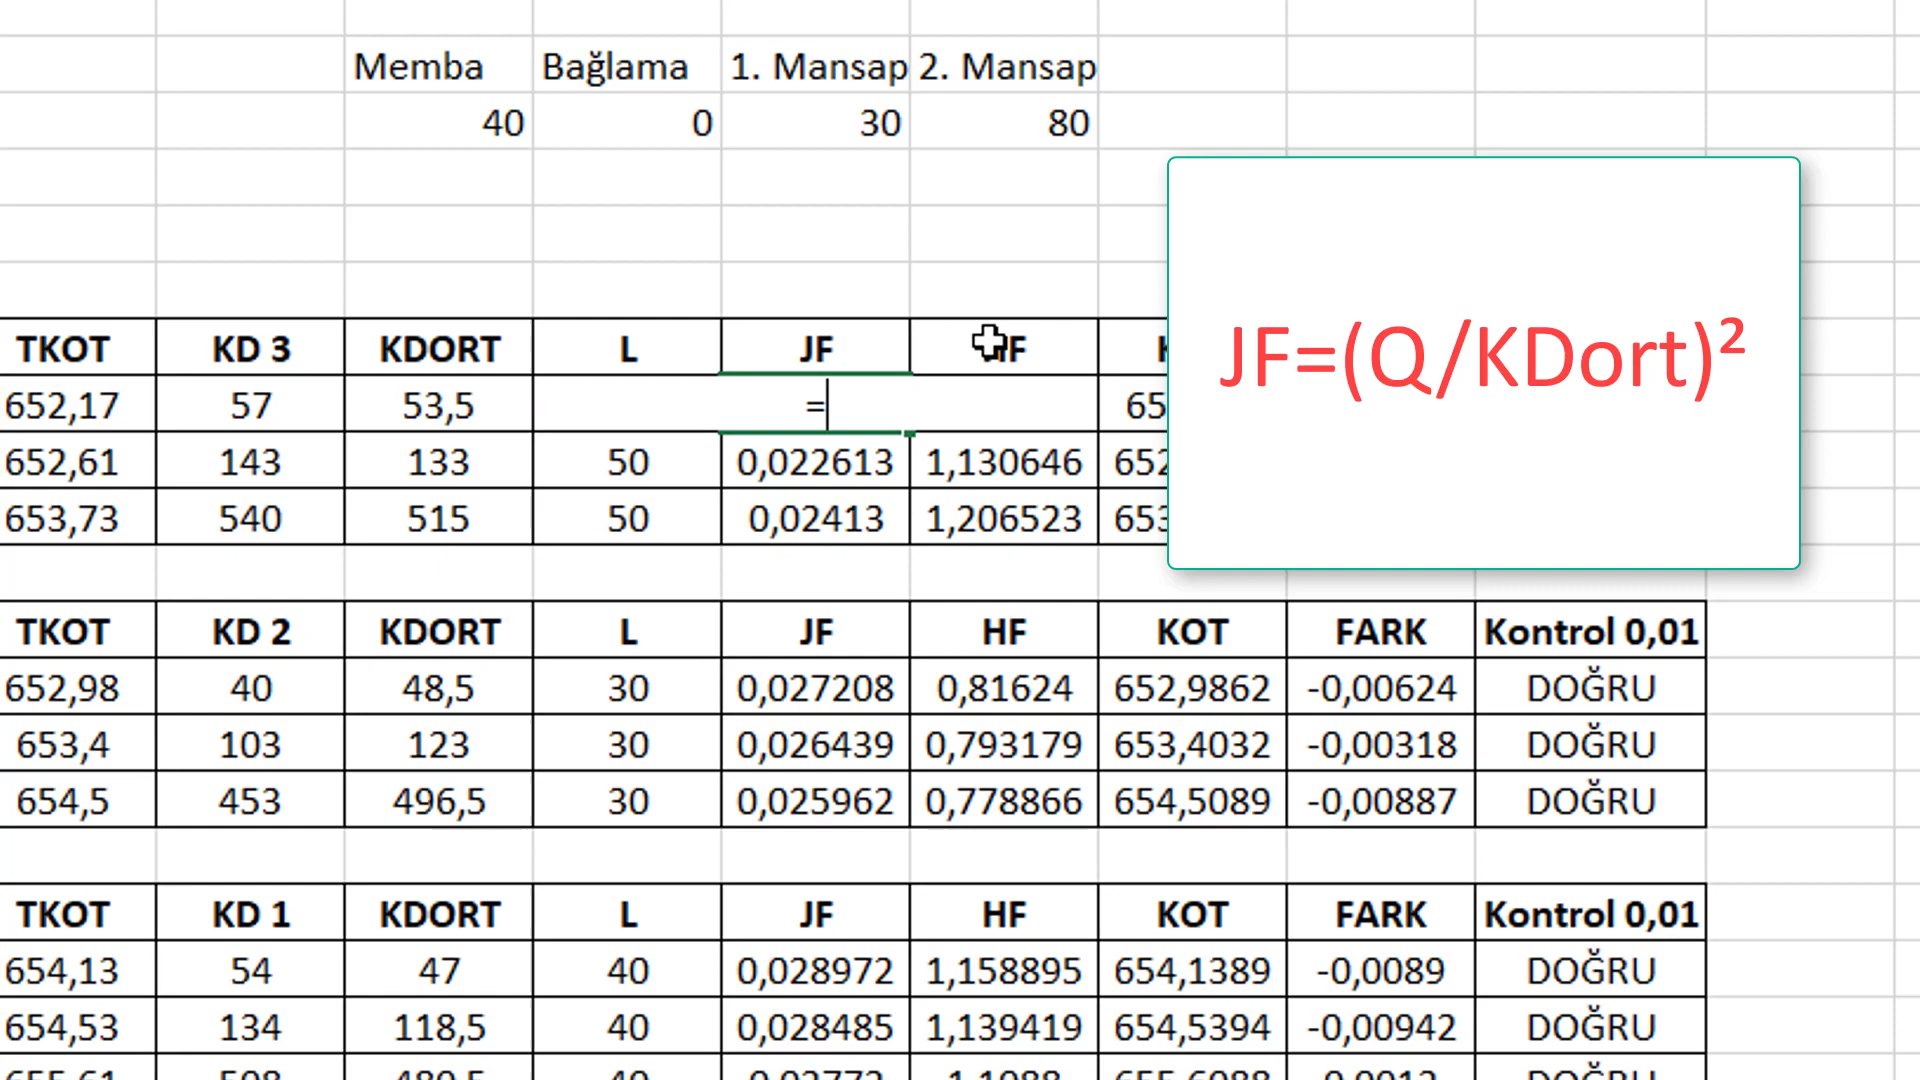 Memba Bağlama 1. Mansap 2. Mansap
40 0 30 80
JF=(Q/KDort)²
TKOT KD 3 KDORT L JF HF K
652,17 57 53,5 = 65
652,61 143 133 50 0,022613 1,130646 652
653,73 540 515 50 0,02413 1,206523 653
TKOT KD 2 KDORT L JF HF KOT FARK Kontrol 0,01
652,98 40 48,5 30 0,027208 0,81624 652,9862 -0,00624 DOĞRU
653,4 103 123 30 0,026439 0,793179 653,4032 -0,00318 DOĞRU
654,5 453 496,5 30 0,025962 0,778866 654,5089 -0,00887 DOĞRU
TKOT KD 1 KDORT L JF HF KOT FARK Kontrol 0,01
654,13 54 47 40 0,028972 1,158895 654,1389 -0,0089 DOĞRU
654,53 134 118,5 40 0,028485 1,139419 654,5394 -0,00942 DOĞRU